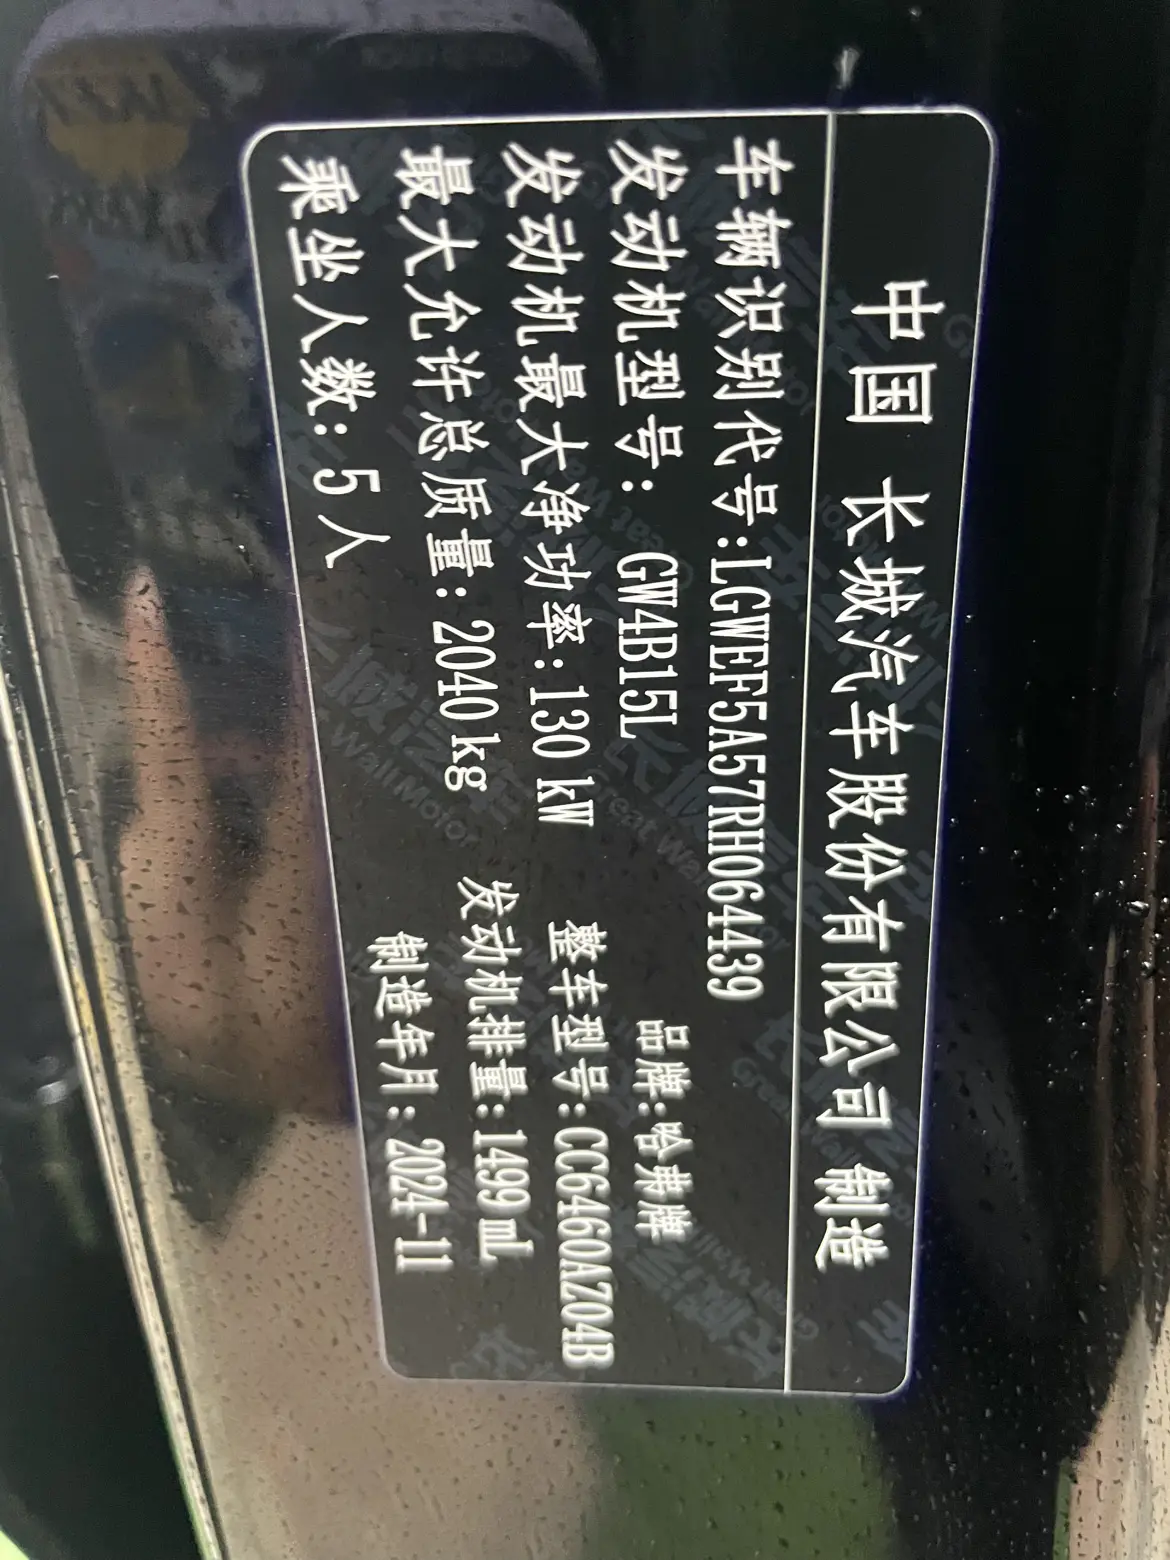 中国 长城汽车股份有限公司 制造
车辆识别代号:LGWEF5A57RH064439
发动机型号: GW4B15L 品牌:哈弗牌
发动机最大净功率:130 kW 整车型号:CC6460AZ04B
最大允许总质量:2040 kg 发动机排量:1499 mL
乘坐人数:5 人 制造年月:2024-11